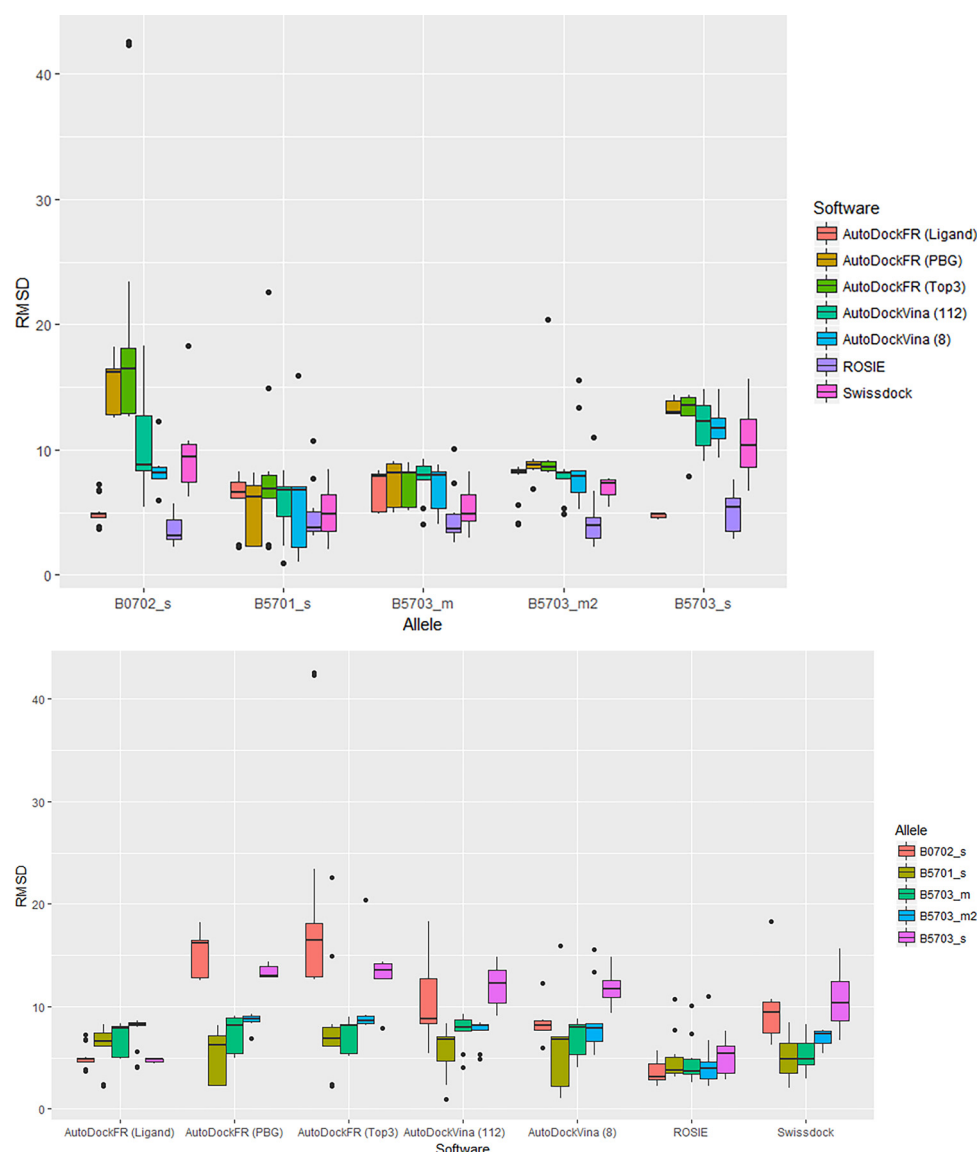 40
30
20
10
0
RMSD
B0702_s
B5701_s
B5703_m
B5703_m2
B5703_s
Allele
Software
AutoDockFR (Ligand)
AutoDockFR (PBG)
AutoDockFR (Top3)
AutoDockVina (112)
AutoDockVina (8)
ROSIE
Swissdock
40
30
20
10
0
RMSD
AutoDockFR (Ligand)
AutoDockFR (PBG)
AutoDockFR (Top3)
AutoDockVina (112)
AutoDockVina (8)
ROSIE
Swissdock
Software
Allele
B0702_s
B5701_s
B5703_m
B5703_m2
B5703_s